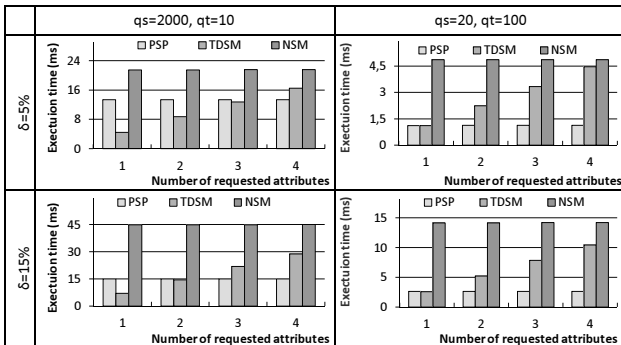 qs=2000, qt=10
qs=20, qt=100
δ=5%
Exectuion time (ms)
PSP TDSM NSM
24
16
8
0
1 2 3 4
Number of requested attributes
Exectuion time (ms)
PSP TDSM NSM
4,5
3
1,5
0
1 2 3 4
Number of requested attributes
δ=15%
Exectuion time (ms)
PSP TDSM NSM
45
30
15
0
1 2 3 4
Number of requested attributes
Exectuion time (ms)
PSP TDSM NSM
15
10
5
0
1 2 3 4
Number of requested attributes